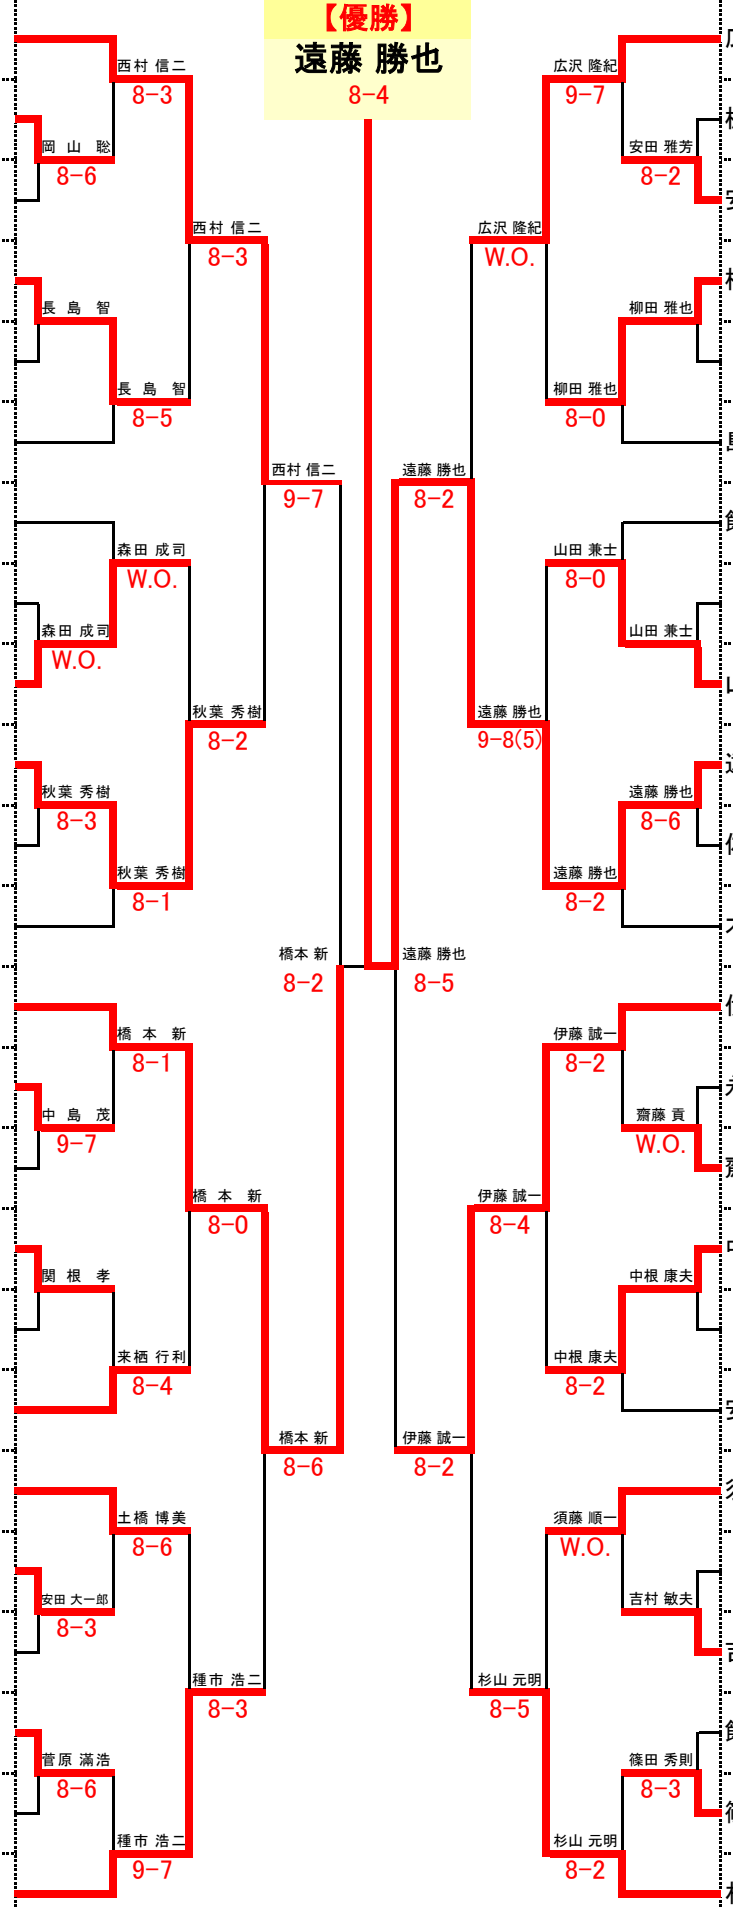 【優勝】
遠藤 勝也
8-4
西村 信二
8-3
岡 山 聡
8-6
西村 信二
8-3
長 島 智
長 島 智
8-5
西村 信二
9-7
森田 成司
W.O.
森田 成司
W.O.
秋葉 秀樹
8-2
秋葉 秀樹
8-3
秋葉 秀樹
8-1
橋本 新
8-2
橋 本 新
8-1
中 島 茂
9-7
橋 本 新
8-0
関 根 孝
来栖 行利
8-4
橋本 新
8-6
土橋 博美
8-6
安田 大一郎
8-3
種市 浩二
8-3
菅原 滿浩
8-6
種市 浩二
9-7
広沢 隆紀
9-7
安田 雅芳
8-2
広沢 隆紀
W.O.
柳田 雅也
柳田 雅也
8-0
遠藤 勝也
8-2
山田 兼士
8-0
山田 兼士
遠藤 勝也
9-8(5)
遠藤 勝也
8-6
遠藤 勝也
8-2
遠藤 勝也
8-5
伊藤 誠一
8-2
齋藤 貢
W.O.
伊藤 誠一
8-4
中根 康夫
中根 康夫
8-2
伊藤 誠一
8-2
須藤 順一
W.O.
吉村 敏夫
杉山 元明
8-5
篠田 秀則
8-3
杉山 元明
8-2